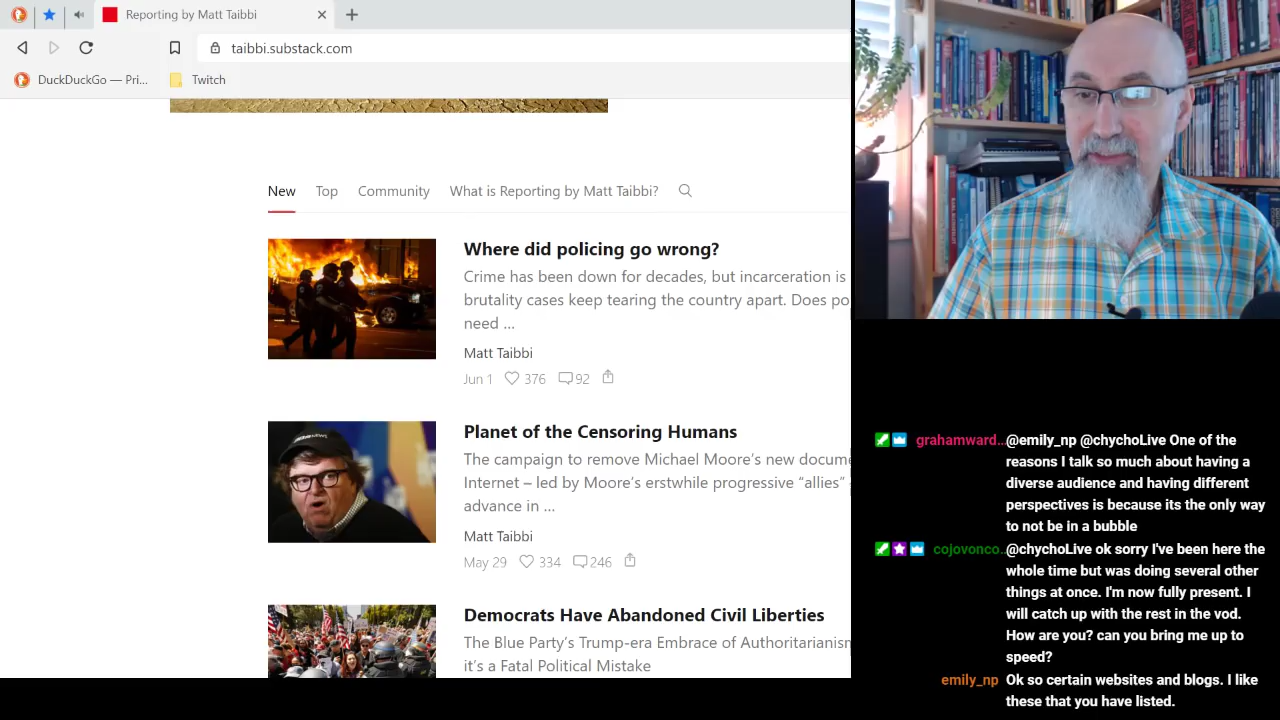 Reporting by Matt Taibbi
taibbi.substack.com
DuckDuckGo — Pri...
Twitch
New
Top
Community
What is Reporting by Matt Taibbi?
Where did policing go wrong?
Crime has been down for decades, but incarceration is
brutality cases keep tearing the country apart. Does po
need ...
Matt Taibbi
Jun 1
376
92
Planet of the Censoring Humans
The campaign to remove Michael Moore's new docume
Internet – led by Moore's erstwhile progressive “allies”
advance in ...
Matt Taibbi
May 29
334
246
Democrats Have Abandoned Civil Liberties
The Blue Party's Trump-era Embrace of Authoritarianism
it's a Fatal Political Mistake
grahamward... @emily_np @chychoLive One of the
reasons I talk so much about having a
diverse audience and having different
perspectives is because its the only way
to not be in a bubble
cojovonco.. @chychoLive ok sorry I've been here the
whole time but was doing several other
things at once. I'm now fully present. I
will catch up with the rest in the vod.
How are you? can you bring me up to
speed?
emily_np Ok so certain websites and blogs. I like
these that you have listed.